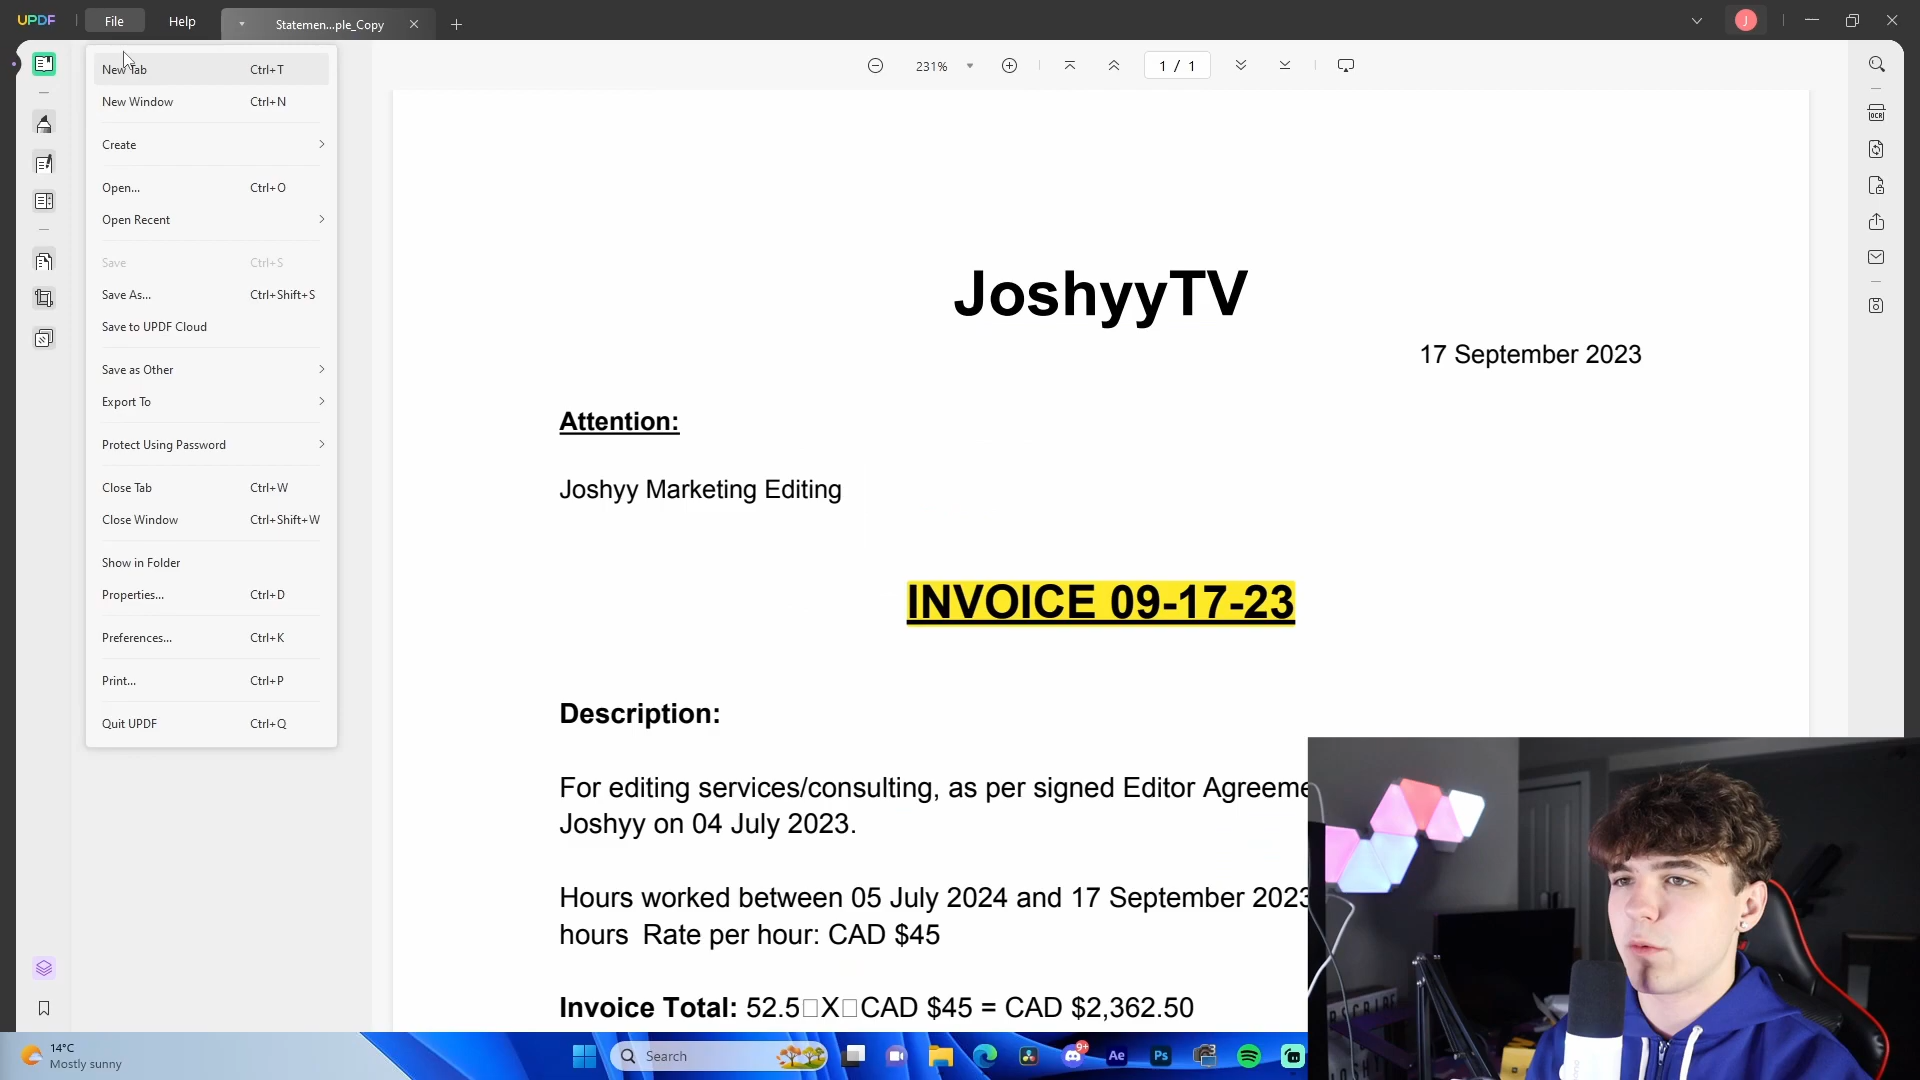 UPDF
File
Help
Statemen...ple_Copy
New Tab Ctrl+T
New Window Ctrl+N
Create
Open... Ctrl+O
Open Recent
Save Ctrl+S
Save As... Ctrl+Shift+S
Save to UPDF Cloud
Save as Other
Export To
Protect Using Password
Close Tab Ctrl+W
Close Window Ctrl+Shift+W
Show in Folder
Properties... Ctrl+D
Preferences... Ctrl+K
Print... Ctrl+P
Quit UPDF Ctrl+Q
231%
1 / 1
J
OCR
JoshyyTV
17 September 2023
Attention:
Joshyy Marketing Editing
INVOICE 09-17-23
Description:
For editing services/consulting, as per signed Editor Agreeme
Joshyy on 04 July 2023.
Hours worked between 05 July 2024 and 17 September 2023
hours Rate per hour: CAD $45
Invoice Total: 52.5□X□CAD $45 = CAD $2,362.50
14°C
Mostly sunny
Search
9+
Ae
Ps